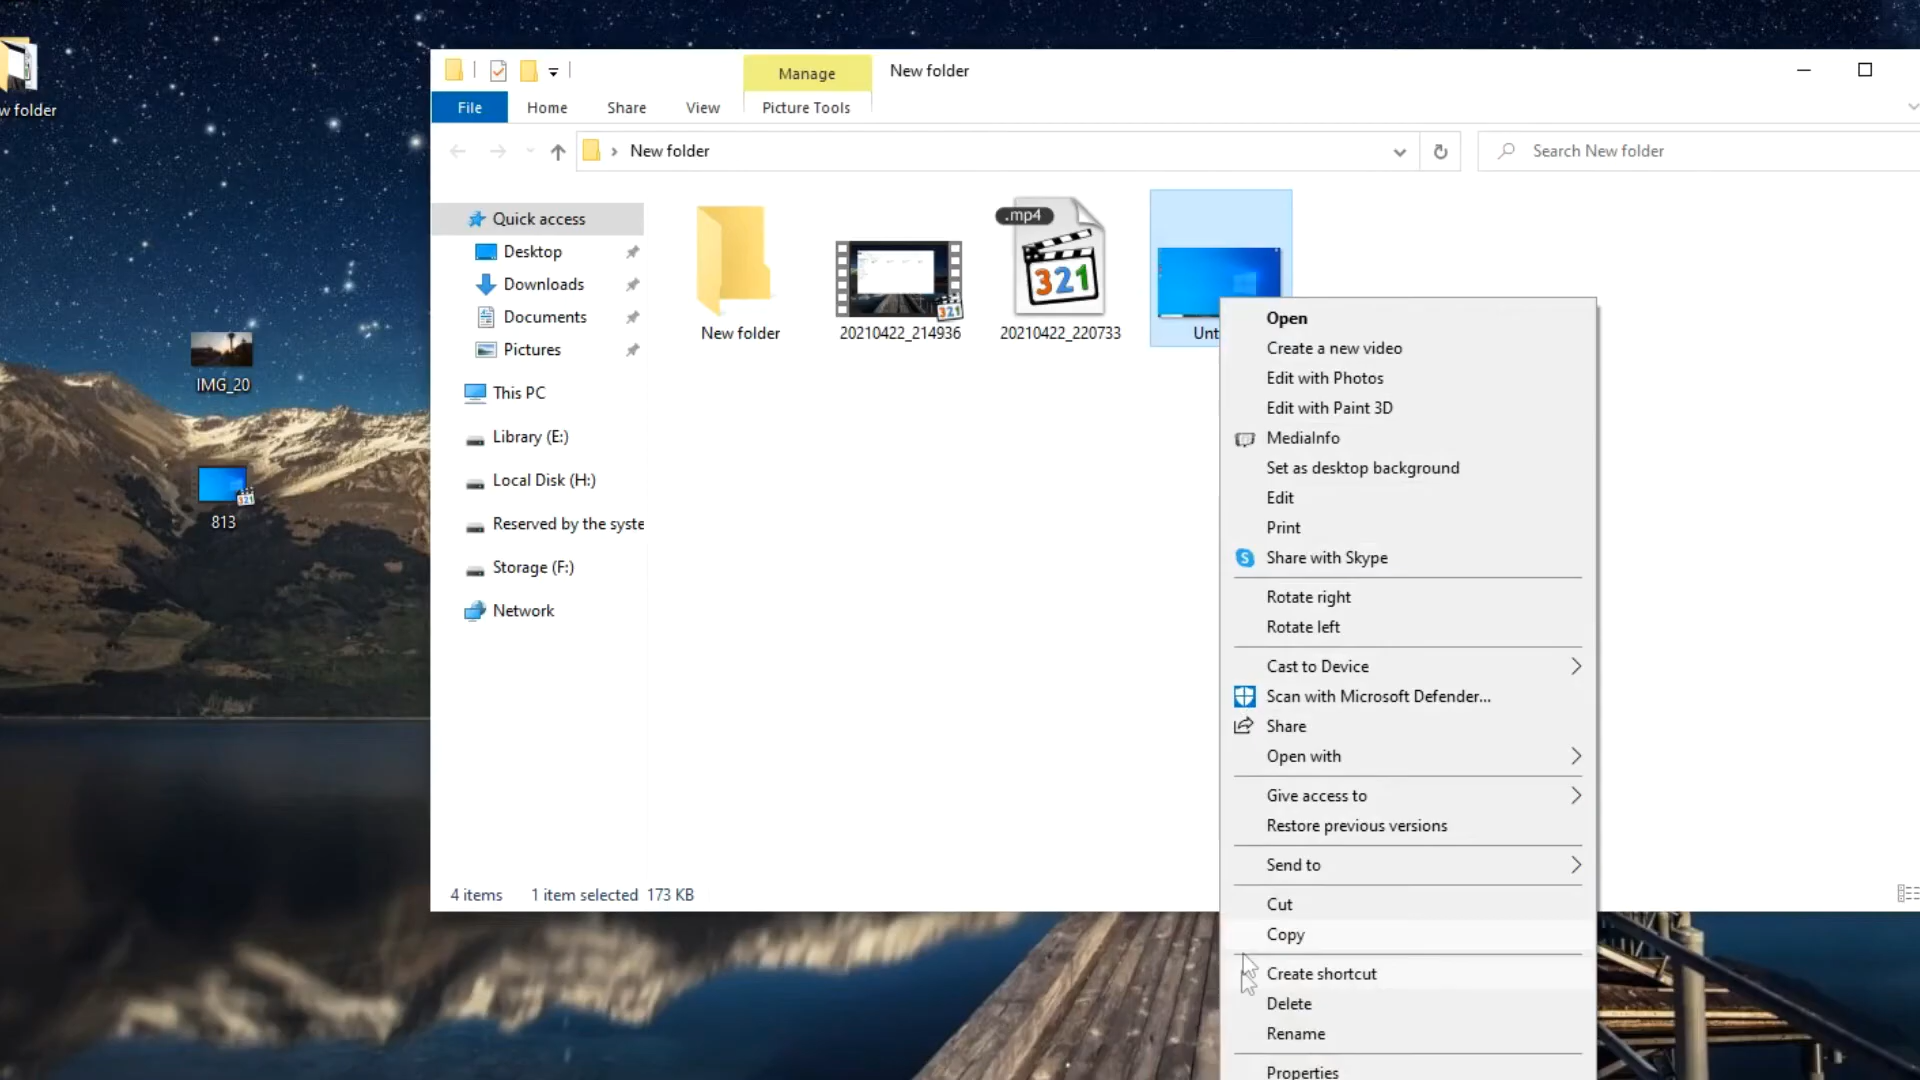 w folder
IMG_20
813
Manage
New folder
File
Home
Share
View
Picture Tools
New folder
Search New folder
Quick access
Desktop
Downloads
Documents
Pictures
This PC
Library (E:)
Local Disk (H:)
Reserved by the syste
Storage (F:)
Network
New folder
321
20210422_214936
.mp4
321
20210422_220733
Unt
321
Open
Create a new video
Edit with Photos
Edit with Paint 3D
MediaInfo
Set as desktop background
Edit
Print
Share with Skype
Rotate right
Rotate left
Cast to Device
Scan with Microsoft Defender...
Share
Open with
Give access to
Restore previous versions
Send to
Cut
Copy
Create shortcut
Delete
Rename
Properties
4 items 1 item selected 173 KB